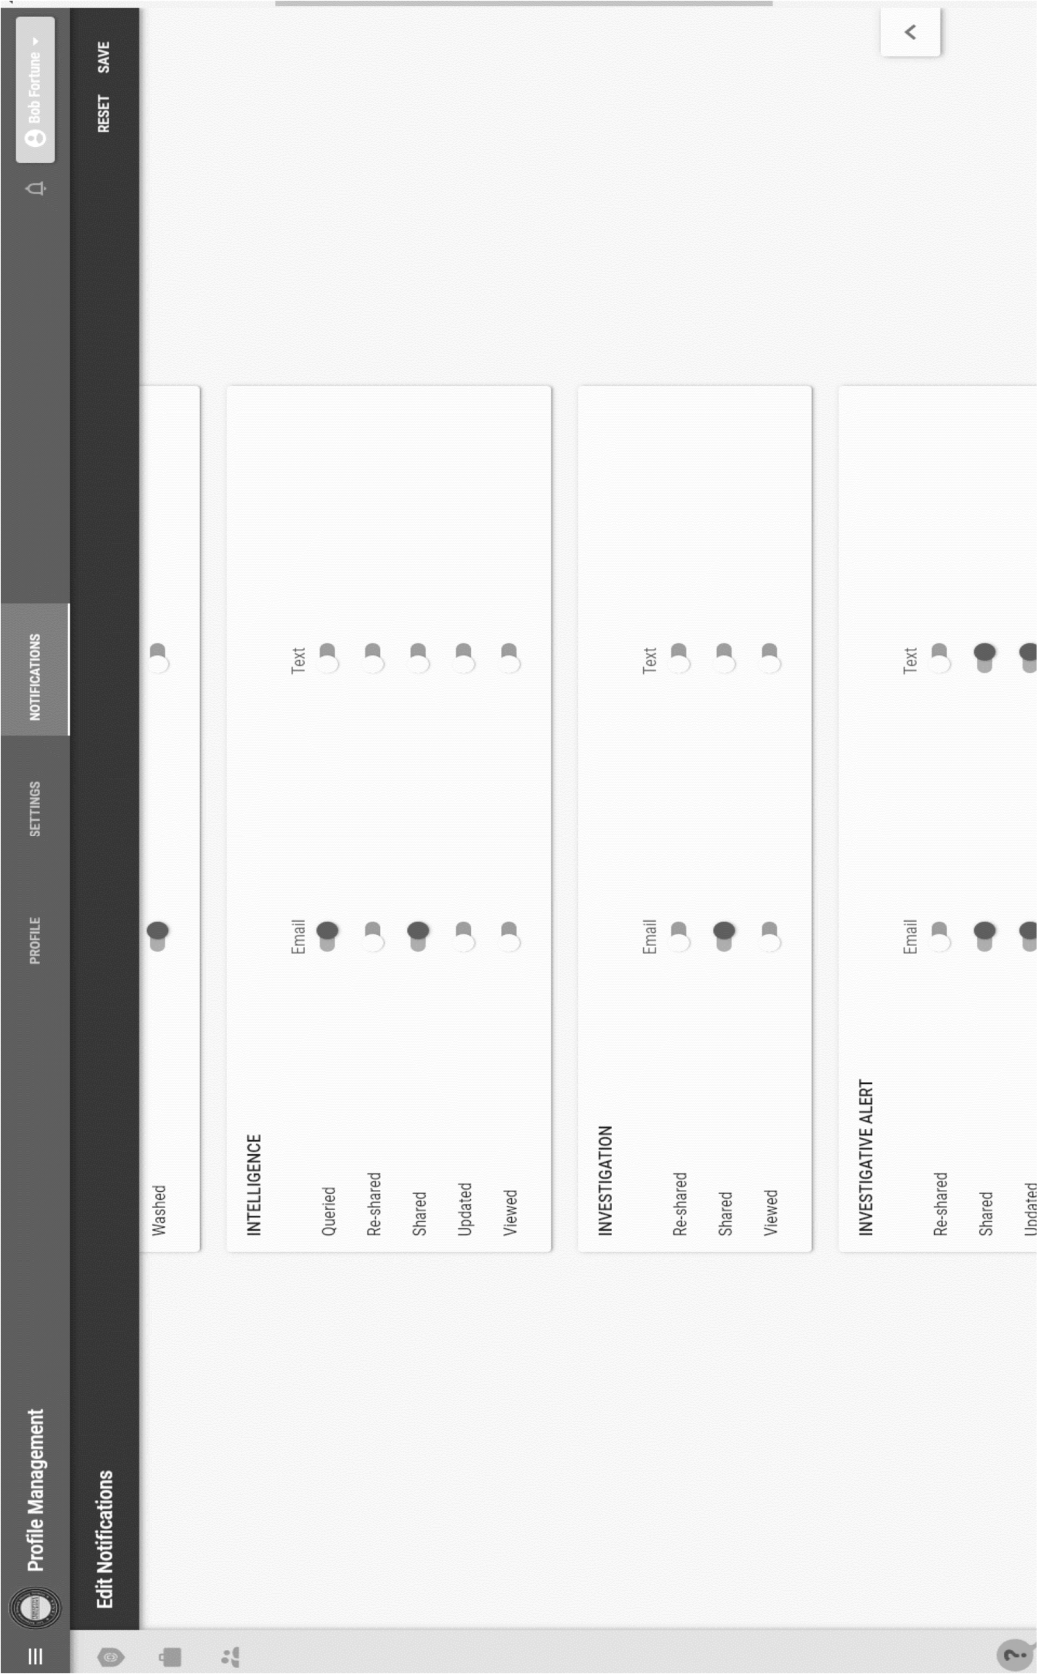 Profile Management
PROFILE
SETTINGS
NOTIFICATIONS
Bob Fortune
Edit Notifications
RESET
SAVE
Washed
INTELLIGENCE
Email Text
Queried
Re-shared
Shared
Updated
Viewed
INVESTIGATION
Email Text
Re-shared
Shared
Viewed
INVESTIGATIVE ALERT
Email Text
Re-shared
Shared
Updated
?